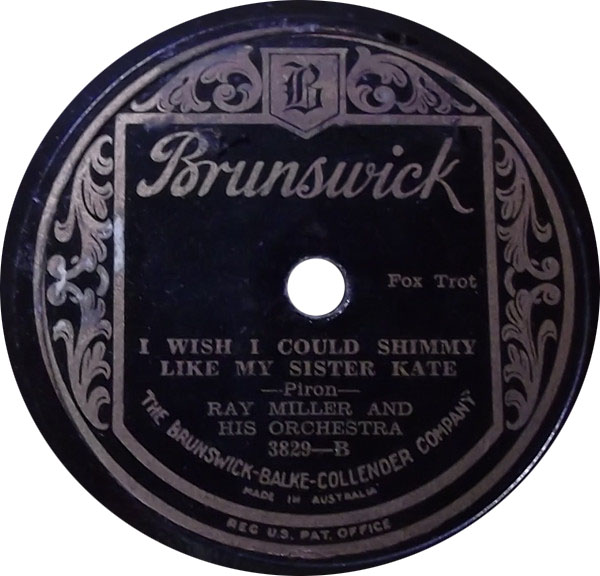 B
Brunswick
Fox Trot
I WISH I COULD SHIMMY
LIKE MY SISTER KATE
—Piron—
RAY MILLER AND
HIS ORCHESTRA
3829—B
THE BRUNSWICK-BALKE-COLLENDER COMPANY
MADE IN AUSTRALIA
REG U.S. PAT. OFFICE